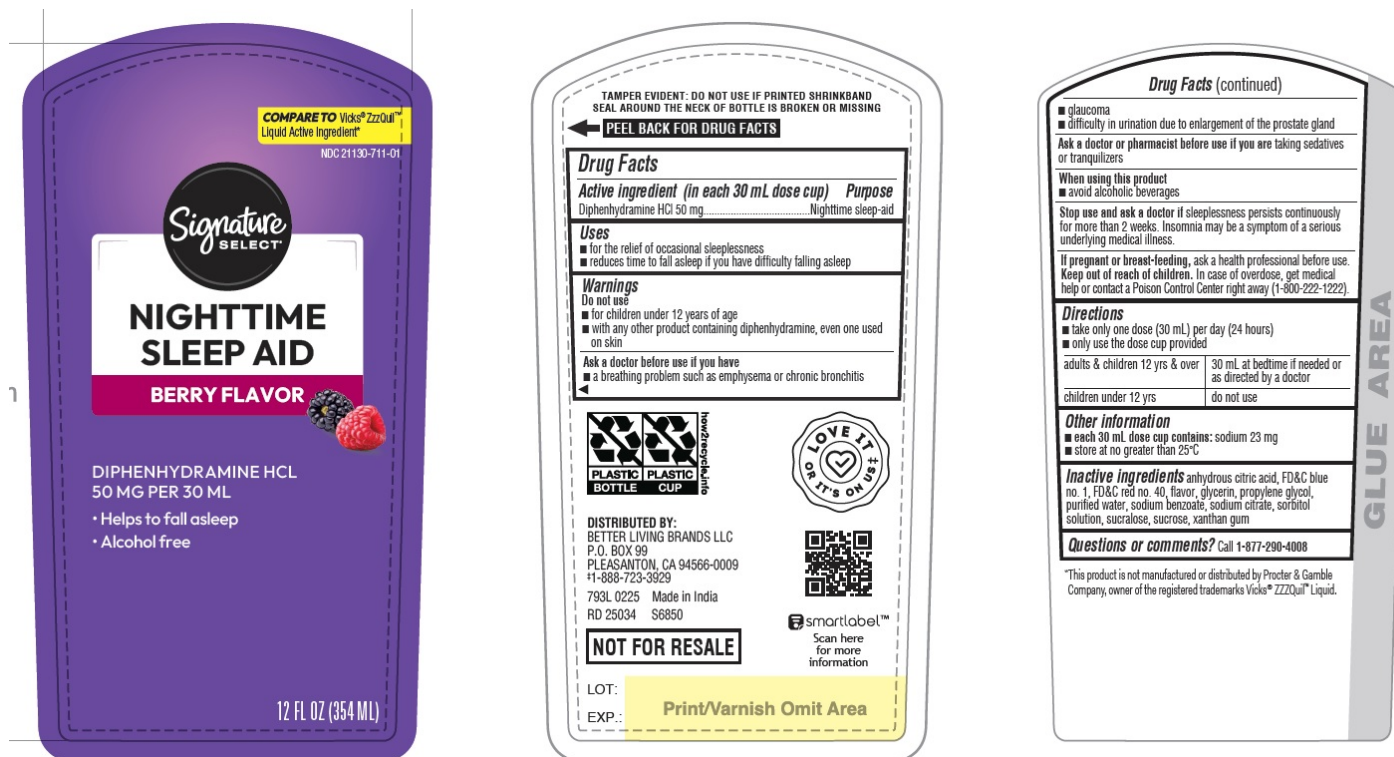 COMPARE TO Vicks® ZzzQuil™
Liquid Active Ingredient*
NDC 21130-711-01
Signature
SELECT®
NIGHTTIME
SLEEP AID
BERRY FLAVOR
DIPHENHYDRAMINE HCL
50 MG PER 30 ML
• Helps to fall asleep
• Alcohol free
12 FL OZ (354 ML)
TAMPER EVIDENT: DO NOT USE IF PRINTED SHRINKBAND
SEAL AROUND THE NECK OF BOTTLE IS BROKEN OR MISSING
PEEL BACK FOR DRUG FACTS
Drug Facts
Active ingredient (in each 30 mL dose cup) Purpose
Diphenhydramine HCl 50 mg..........................................Nighttime sleep-aid
Uses
■ for the relief of occasional sleeplessness
■ reduces time to fall asleep if you have difficulty falling asleep
Warnings
Do not use
■ for children under 12 years of age
■ with any other product containing diphenhydramine, even one used
on skin
Ask a doctor before use if you have
■ a breathing problem such as emphysema or chronic bronchitis
PLASTIC PLASTIC
BOTTLE CUP
how2recycle.info
LOVE IT
OR IT'S ON US‡
DISTRIBUTED BY:
BETTER LIVING BRANDS LLC
P.O. BOX 99
PLEASANTON, CA 94566-0009
‡1-888-723-3929
793L 0225 Made in India
RD 25034 S6850
NOT FOR RESALE
smartlabel™
Scan here
for more
information
LOT:
EXP.:
Print/Varnish Omit Area
Drug Facts (continued)
■ glaucoma
■ difficulty in urination due to enlargement of the prostate gland
Ask a doctor or pharmacist before use if you are taking sedatives
or tranquilizers
When using this product
■ avoid alcoholic beverages
Stop use and ask a doctor if sleeplessness persists continuously
for more than 2 weeks. Insomnia may be a symptom of a serious
underlying medical illness.
If pregnant or breast-feeding, ask a health professional before use.
Keep out of reach of children. In case of overdose, get medical
help or contact a Poison Control Center right away (1-800-222-1222).
Directions
■ take only one dose (30 mL) per day (24 hours)
■ only use the dose cup provided
adults & children 12 yrs & over 30 mL at bedtime if needed or
as directed by a doctor
children under 12 yrs do not use
Other information
■ each 30 mL dose cup contains: sodium 23 mg
■ store at no greater than 25°C
Inactive ingredients anhydrous citric acid, FD&C blue
no. 1, FD&C red no. 40, flavor, glycerin, propylene glycol,
purified water, sodium benzoate, sodium citrate, sorbitol
solution, sucralose, sucrose, xanthan gum
Questions or comments? Call 1-877-290-4008
*This product is not manufactured or distributed by Procter & Gamble
Company, owner of the registered trademarks Vicks® ZZZQuil™ Liquid.
GLUE AREA